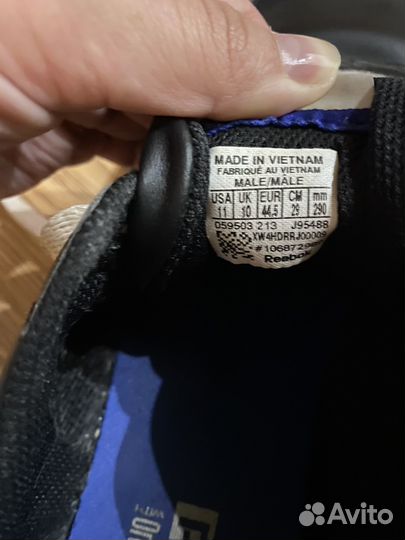 MADE IN VIETNAM
FABRIQUÉ AU VIETNAM
MALE/MÂLE
USA UK EUR CM mm
11 10 44.5 29 290
059503 213 J95488
XW4HDRRJ00009
Reebok
Avito